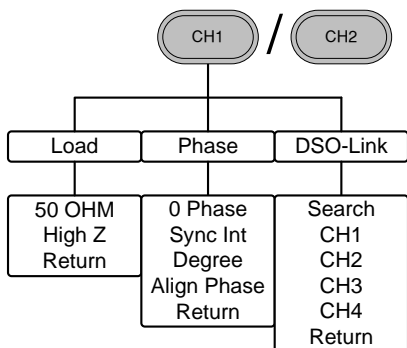 CH1 / CH2
Load Phase DSO-Link
50 OHM
High Z
Return
0 Phase
Sync Int
Degree
Align Phase
Return
Search
CH1
CH2
CH3
CH4
Return